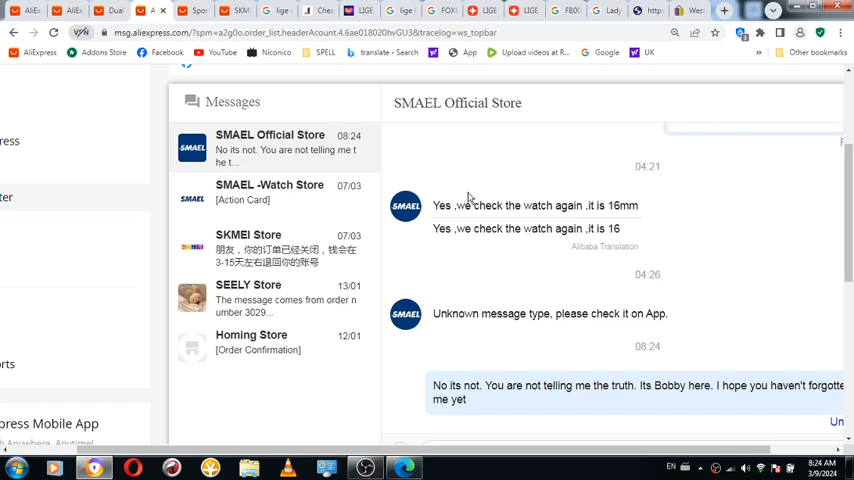 AliEx
AliEx
Dual
A
Spor
SKM
lige
Chec
LIGE
lige
FOXI
LIGE
LIGE
FB00
Lady
https
Wes
msg.aliexpress.com/?spm=a2g0o.order_list.headerAcount.4.6ae018020hvGU3&tracelog=ws_topbar
VPN
AliExpress
Addons Store
Facebook
YouTube
Niconico
SPELL
translate - Search
App
Upload videos at R...
Google
UK
»
Other bookmarks
ress
ter
orts
xpress Mobile App
ch Anywhere, Anytime!
Messages
SMAEL Official Store
08:24
No its not. You are not telling me t
he t...
SMAEL -Watch Store
07/03
[Action Card]
SKMEI Store
07/03
朋友，你的订单已经关闭，钱会在
3-15天左右退回你的账号
SEELY Store
13/01
The message comes from order n
umber 3029...
Homing Store
12/01
[Order Confirmation]
SMAEL Official Store
04:21
SMAEL
Yes ,we check the watch again ,it is 16mm
Yes ,we check the watch again ,it is 16
Alibaba Translation
04:26
SMAEL
Unknown message type, please check it on App.
08:24
No its not. You are not telling me the truth. Its Bobby here. I hope you haven't forgotte
me yet
Un
EN
8:24 AM
3/9/2024